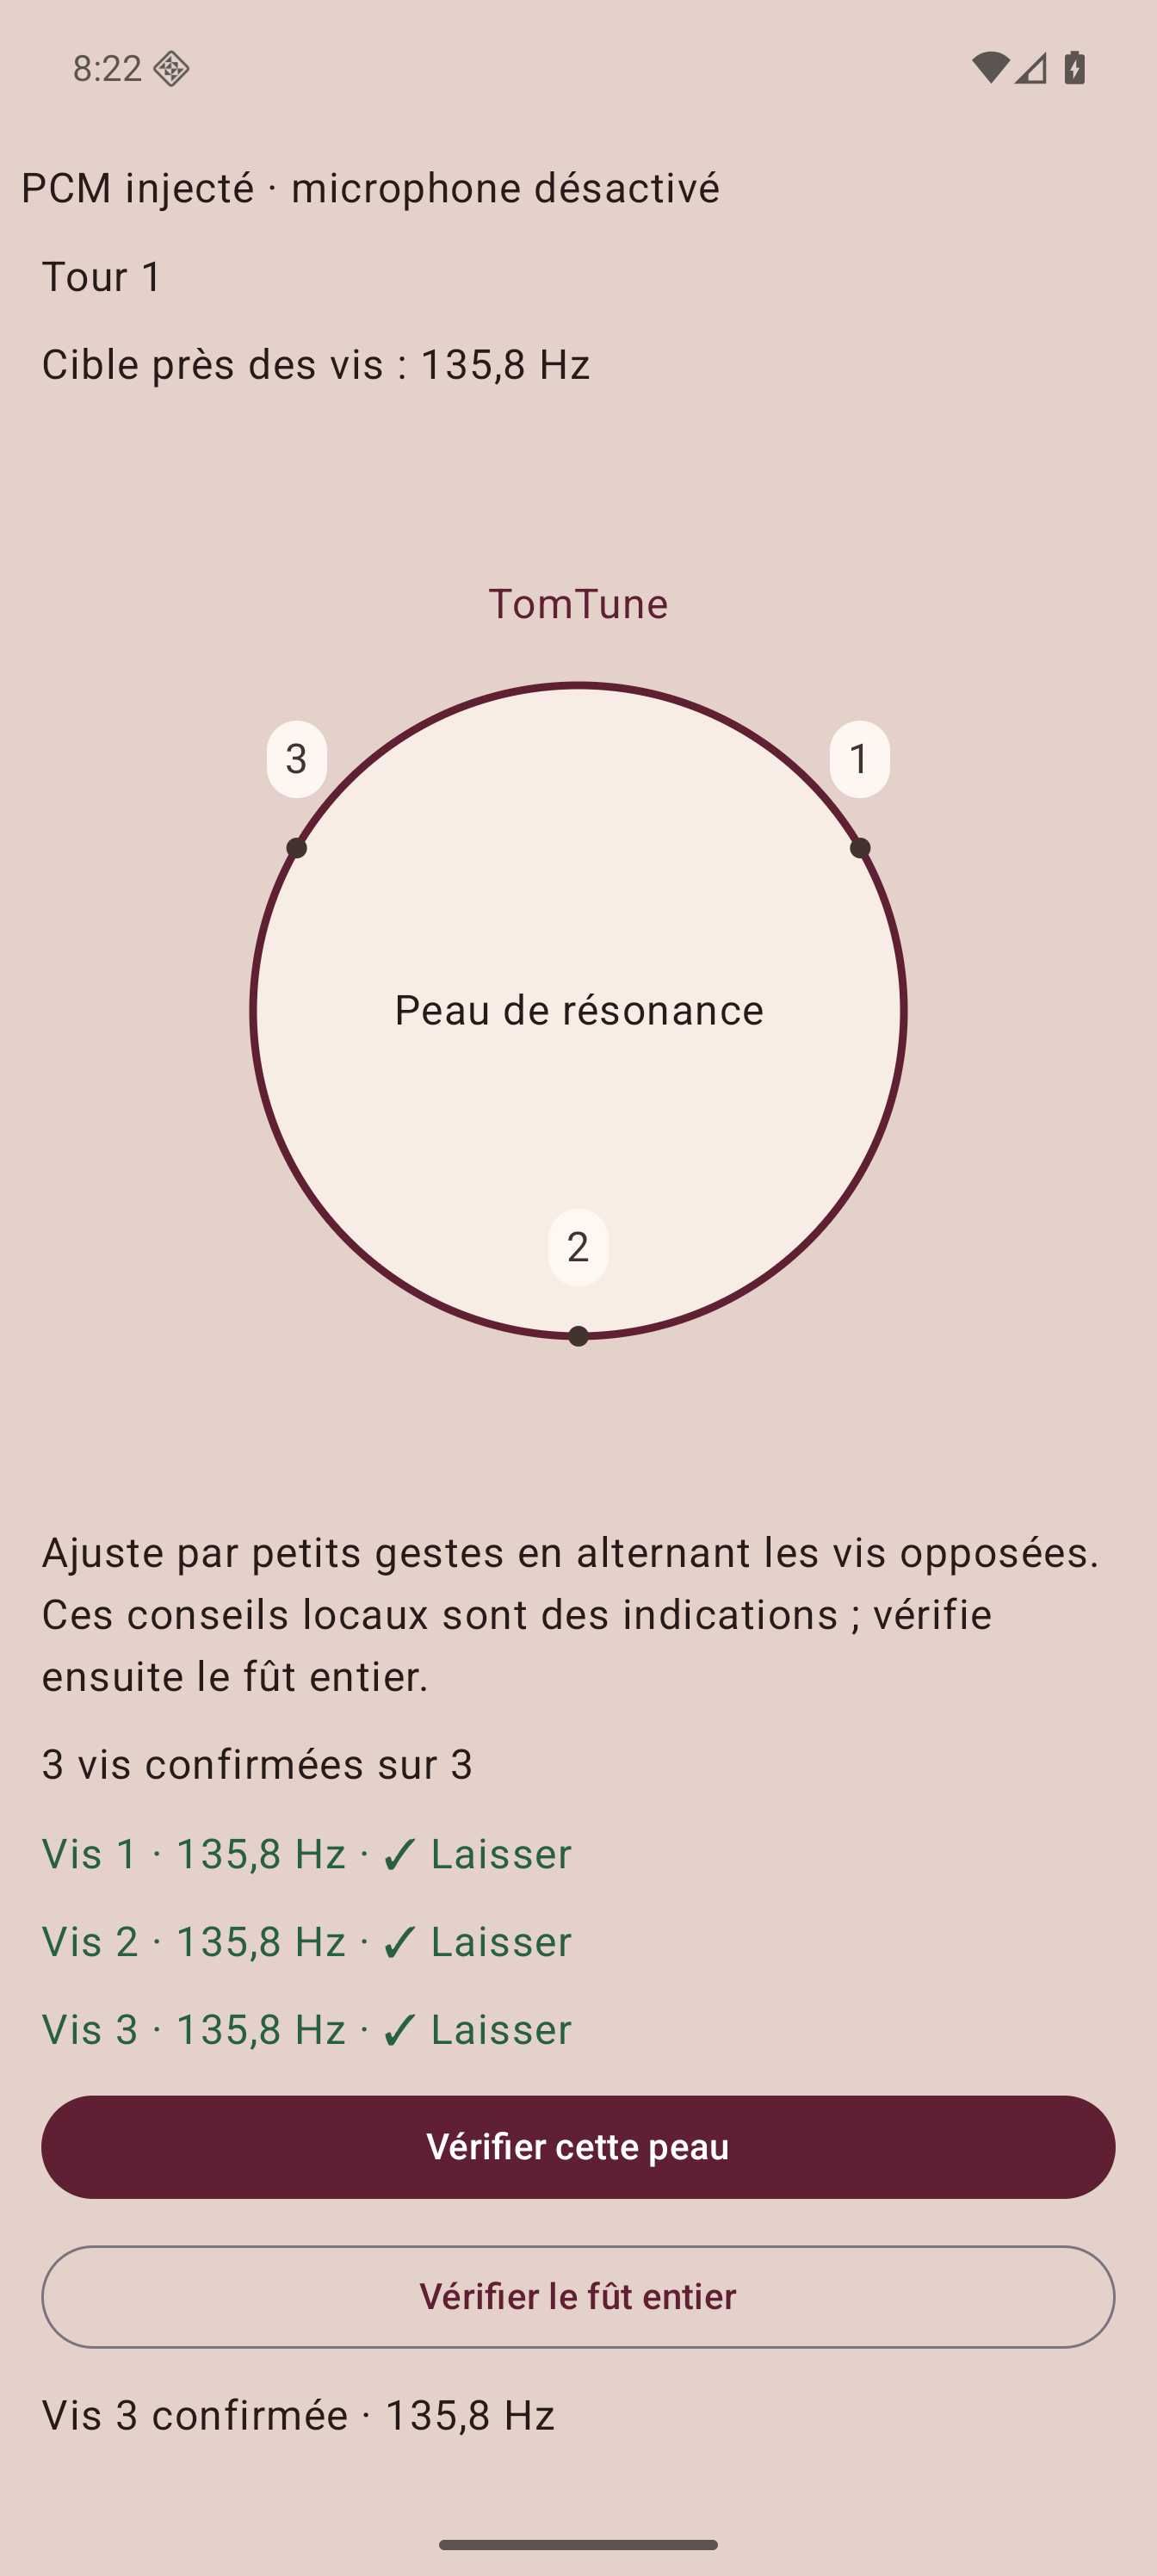 8:22
PCM injecté · microphone désactivé
Tour 1
Cible près des vis : 135,8 Hz
TomTune
3
1
Peau de résonance
2
Ajuste par petits gestes en alternant les vis opposées.
Ces conseils locaux sont des indications ; vérifie
ensuite le fût entier.
3 vis confirmées sur 3
Vis 1 · 135,8 Hz · ✓ Laisser
Vis 2 · 135,8 Hz · ✓ Laisser
Vis 3 · 135,8 Hz · ✓ Laisser
Vérifier cette peau
Vérifier le fût entier
Vis 3 confirmée · 135,8 Hz